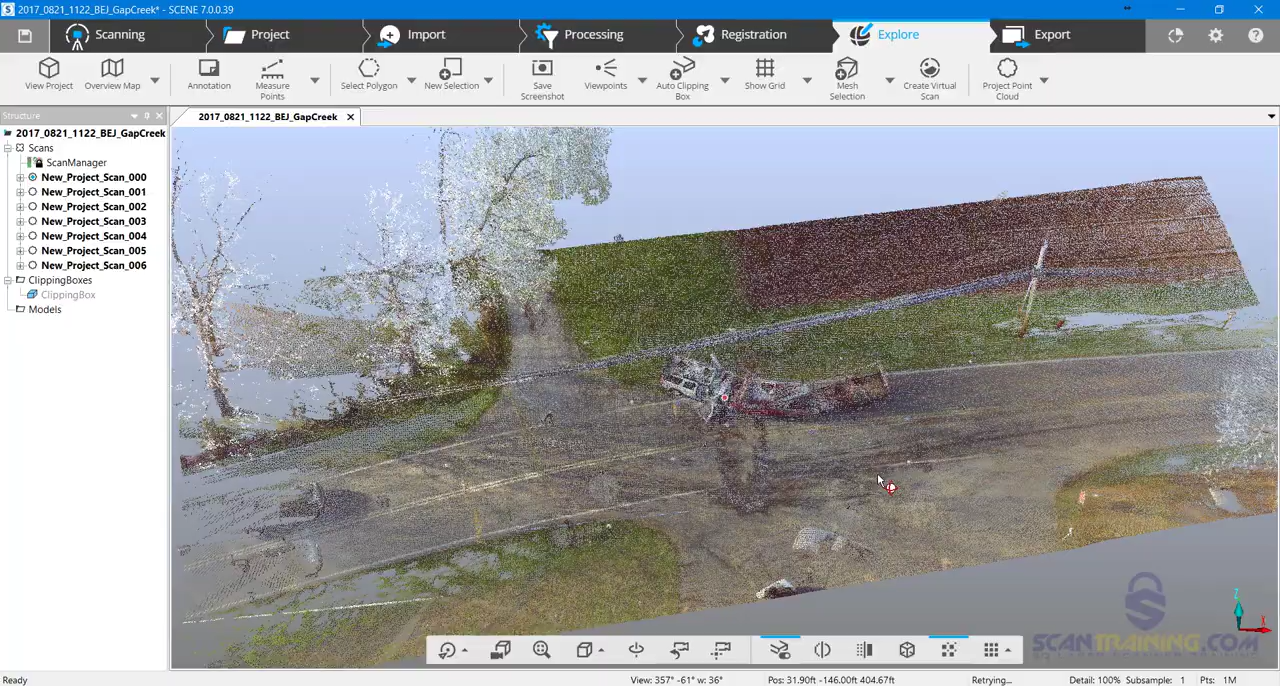 2017_0821_1122_BEJ_GapCreek* - SCENE 7.0.0.39
Scanning
Project
Import
Processing
Registration
Explore
Export
View Project
Overview Map
Annotation
Measure Points
Select Polygon
New Selection
Save Screenshot
Viewpoints
Auto Clipping Box
Show Grid
Mesh Selection
Create Virtual Scan
Project Point Cloud
Structure
2017_0821_1122_BEJ_GapCreek
2017_0821_1122_BEJ_GapCreek
Scans
ScanManager
New_Project_Scan_000
New_Project_Scan_001
New_Project_Scan_002
New_Project_Scan_003
New_Project_Scan_004
New_Project_Scan_005
New_Project_Scan_006
ClippingBoxes
ClippingBox
Models
Z
X
SCANTRAINING.COM
Ready
View: 357° -61° w: 36°
Pos: 31.90ft -146.00ft 404.67ft
Retrying...
Detail: 100%
Subsample: 1
Pts: 1M